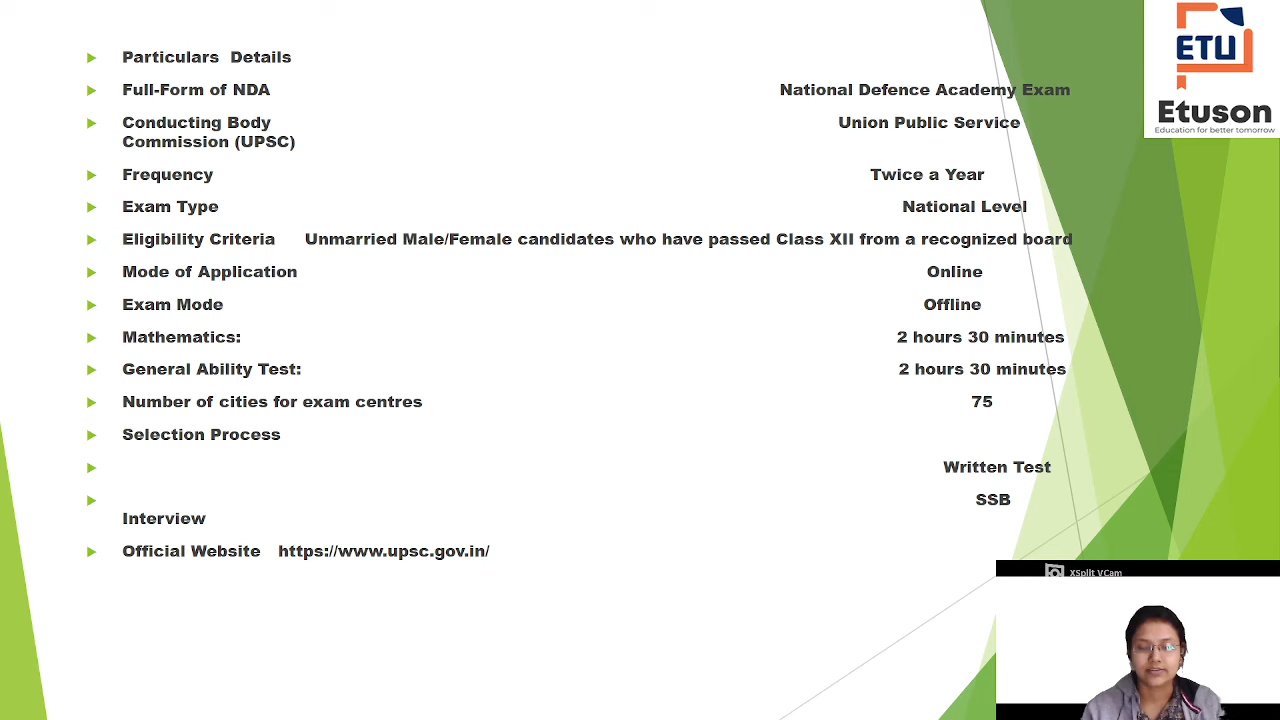 Particulars Details
Full-Form of NDA National Defence Academy Exam
Conducting Body Union Public Service
Commission (UPSC)
Frequency Twice a Year
Exam Type National Level
Eligibility Criteria Unmarried Male/Female candidates who have passed Class XII from a recognized board
Mode of Application Online
Exam Mode Offline
Mathematics: 2 hours 30 minutes
General Ability Test: 2 hours 30 minutes
Number of cities for exam centres 75
Selection Process
Written Test
SSB
Interview
Official Website https://www.upsc.gov.in/
ETU
Etuson
Education for better tomorrow
XSplit VCam